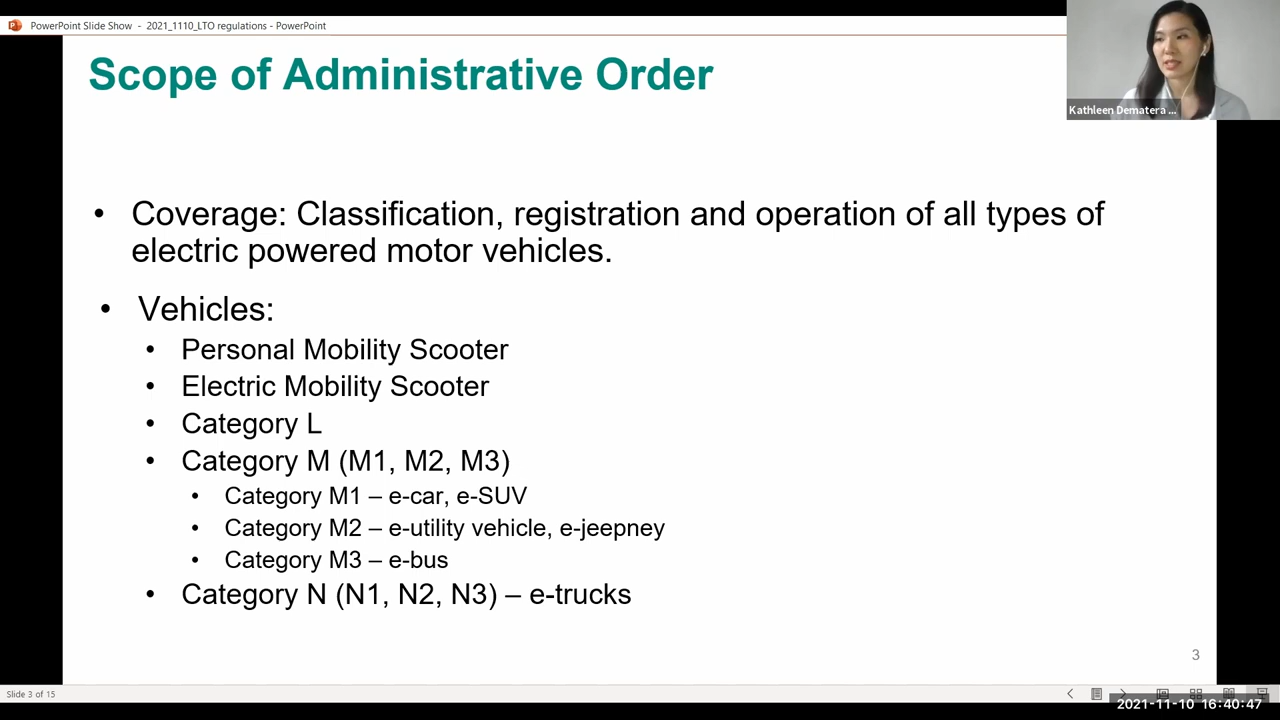 PowerPoint Slide Show - 2021_1110_LTO regulations - PowerPoint
Kathleen Dematera ...
Scope of Administrative Order
• Coverage: Classification, registration and operation of all types of
electric powered motor vehicles.
• Vehicles:
• Personal Mobility Scooter
• Electric Mobility Scooter
• Category L
• Category M (M1, M2, M3)
• Category M1 – e-car, e-SUV
• Category M2 – e-utility vehicle, e-jeepney
• Category M3 – e-bus
• Category N (N1, N2, N3) – e-trucks
3
Slide 3 of 15
2021-11-10 16:40:47